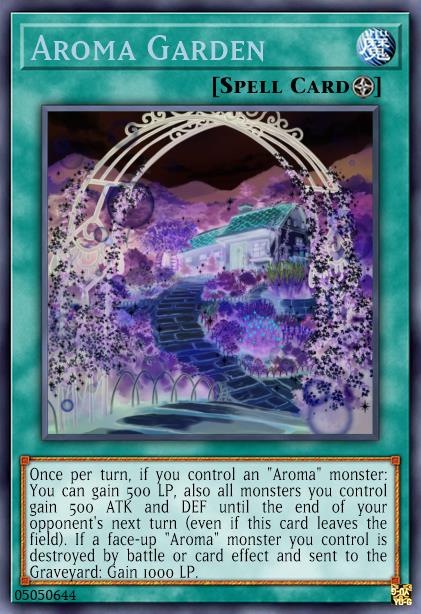 AROMA GARDEN
魔
[SPELL CARD]
Once per turn, if you control an "Aroma" monster:
You can gain 500 LP, also all monsters you control
gain 500 ATK and DEF until the end of your
opponent's next turn (even if this card leaves the
field). If a face-up "Aroma" monster you control is
destroyed by battle or card effect and sent to the
Graveyard: Gain 1000 LP.
05050644